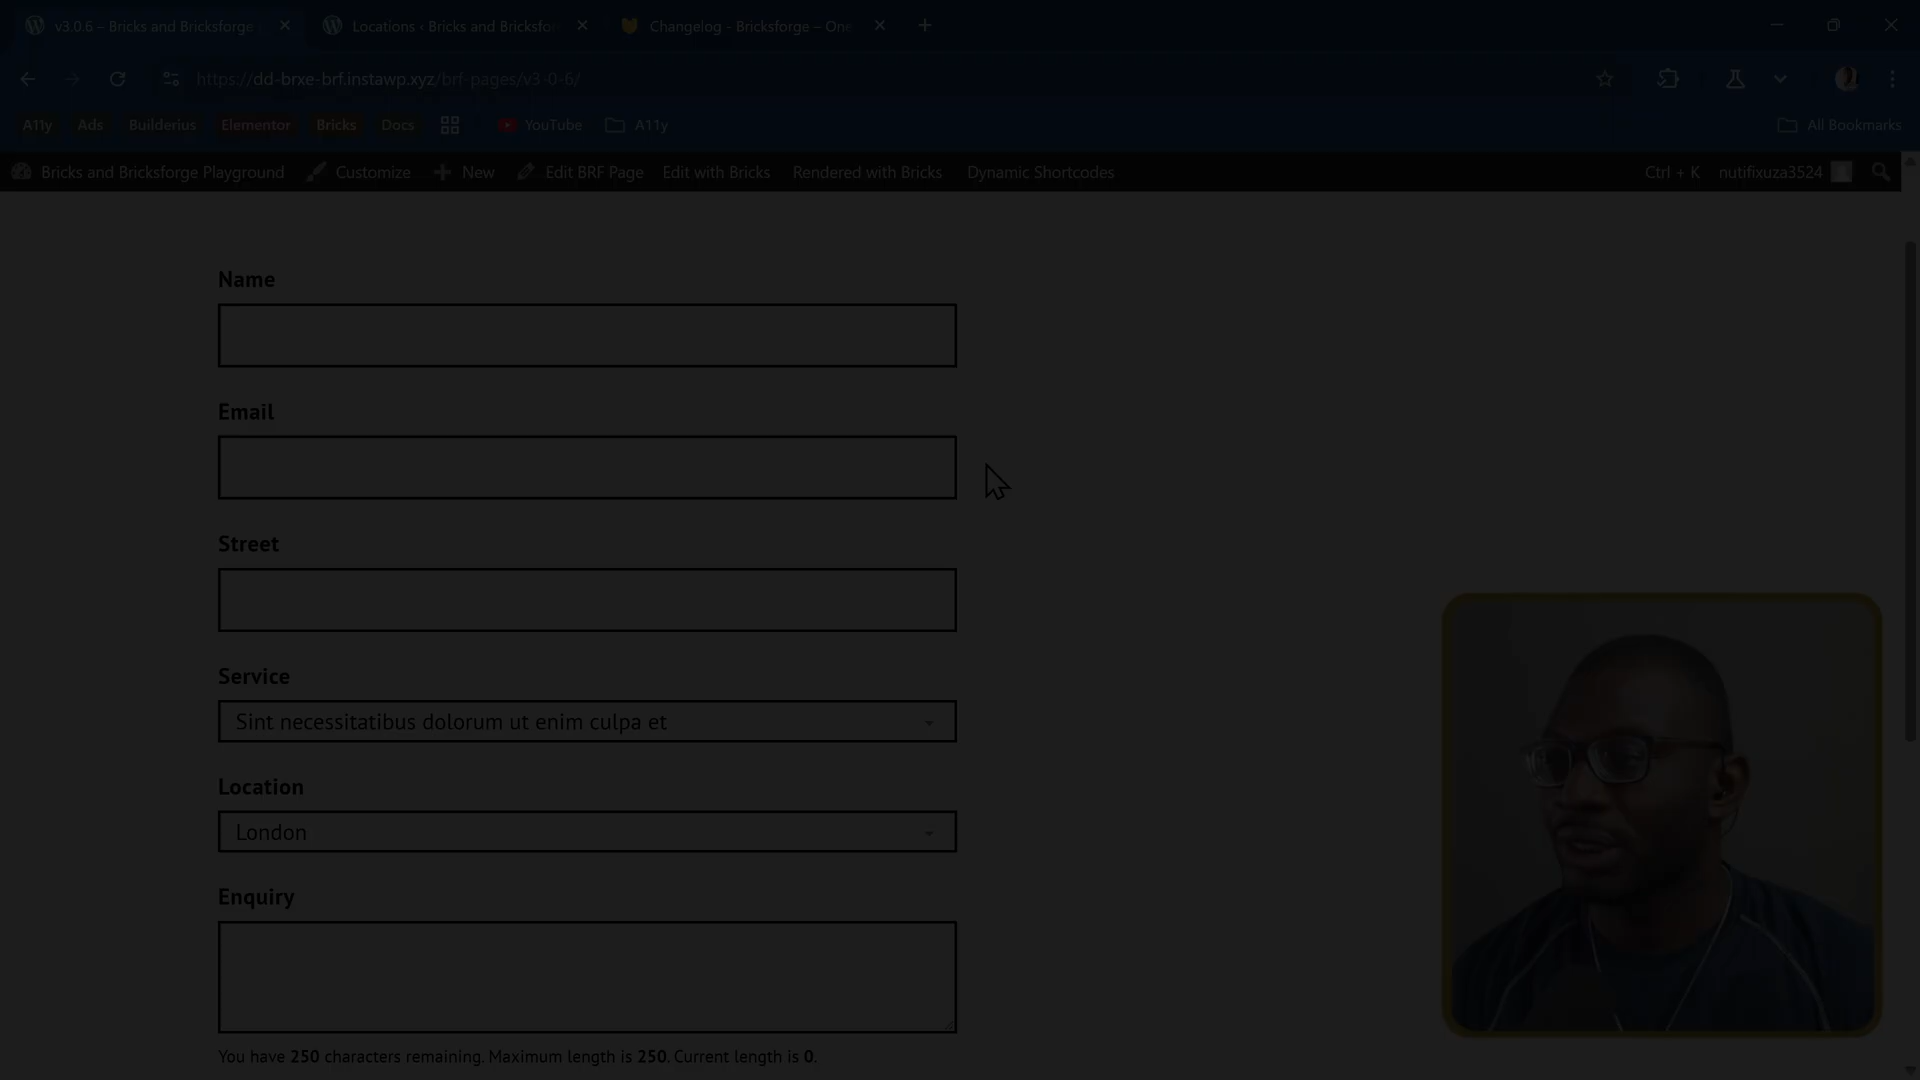 v3.0.6 – Bricks and Bricksforge
Locations ‹ Bricks and Bricksfor
Changelog - Bricksforge – One
https://dd-brxe-brf.instawp.xyz/brf-pages/v3-0-6/
A11y
Ads
Builderius
Elementor
Bricks
Docs
YouTube
A11y
All Bookmarks
Bricks and Bricksforge Playground
Customize
New
Edit BRF Page
Edit with Bricks
Rendered with Bricks
Dynamic Shortcodes
Ctrl + K
nutifixuza3524
Name
Email
Street
Service
Sint necessitatibus dolorum ut enim culpa et
Location
London
Enquiry
You have 250 characters remaining. Maximum length is 250. Current length is 0.